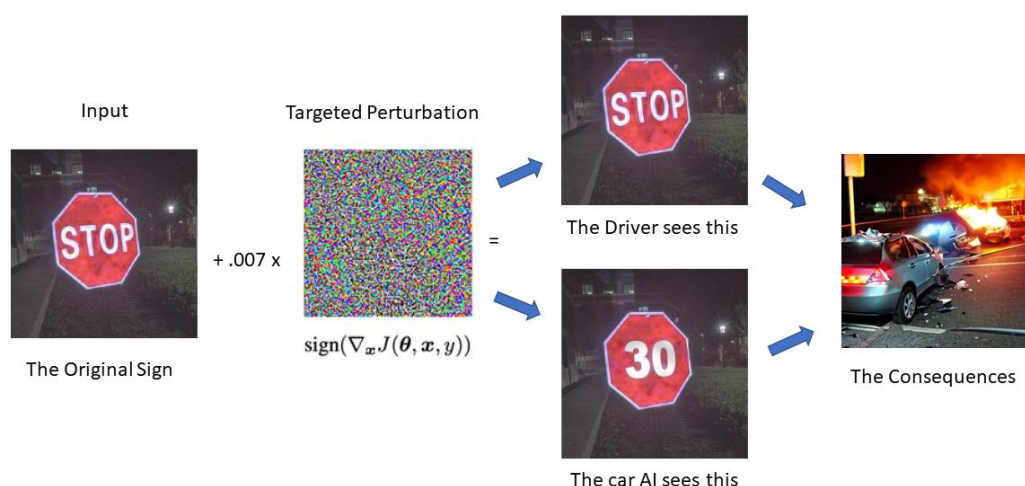 Input
STOP
The Original Sign
+ .007 x
Targeted Perturbation
sign(∇ₓJ(θ, x, y))
=
STOP
The Driver sees this
30
The car AI sees this
The Consequences